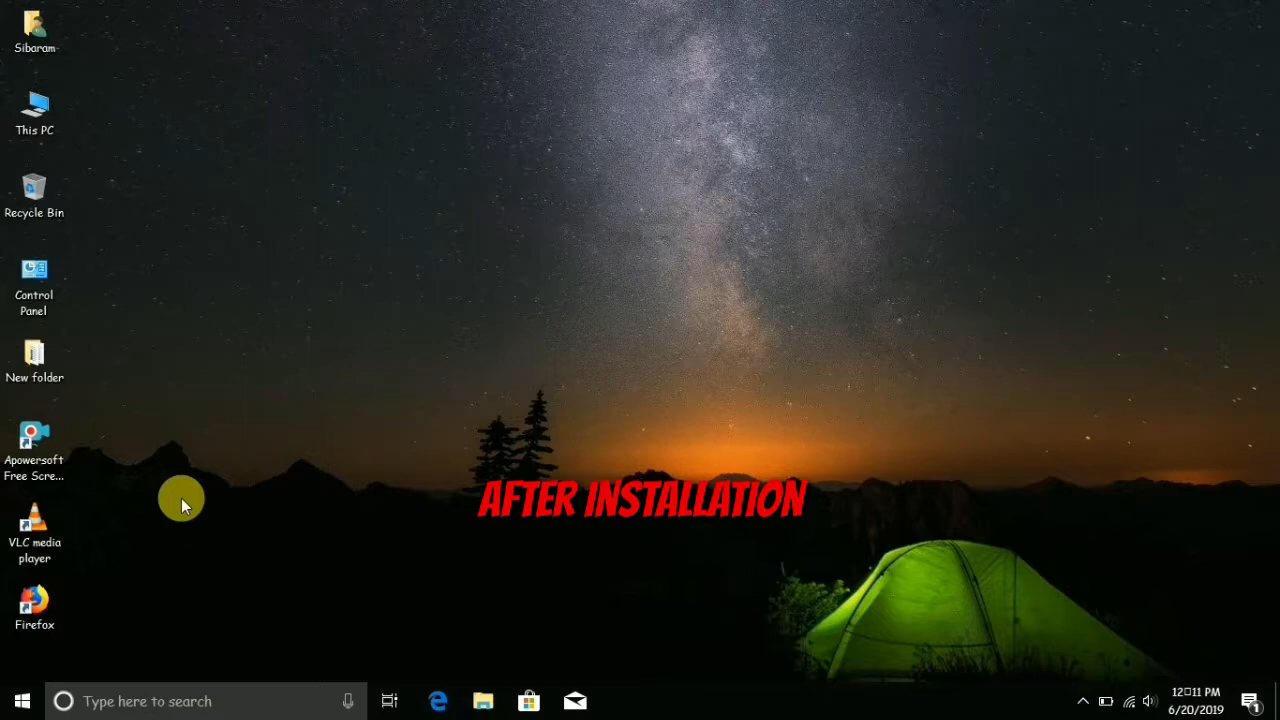 Sibaram
This PC
Recycle Bin
Control
Panel
New folder
Apowersoft
Free Scre...
VLC media
player
Firefox
AFTER INSTALLATION
Type here to search
12□11 PM
6/20/2019
1